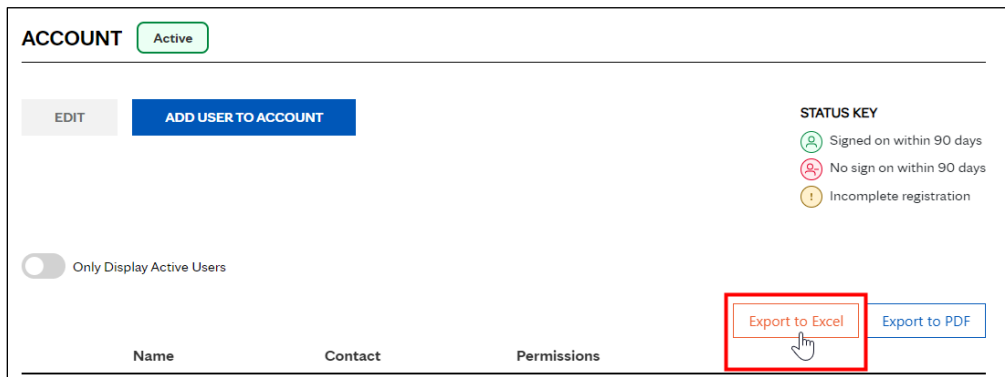 ACCOUNT Active
EDIT ADD USER TO ACCOUNT
STATUS KEY
Signed on within 90 days
No sign on within 90 days
! Incomplete registration
Only Display Active Users
Export to Excel Export to PDF
Name Contact Permissions